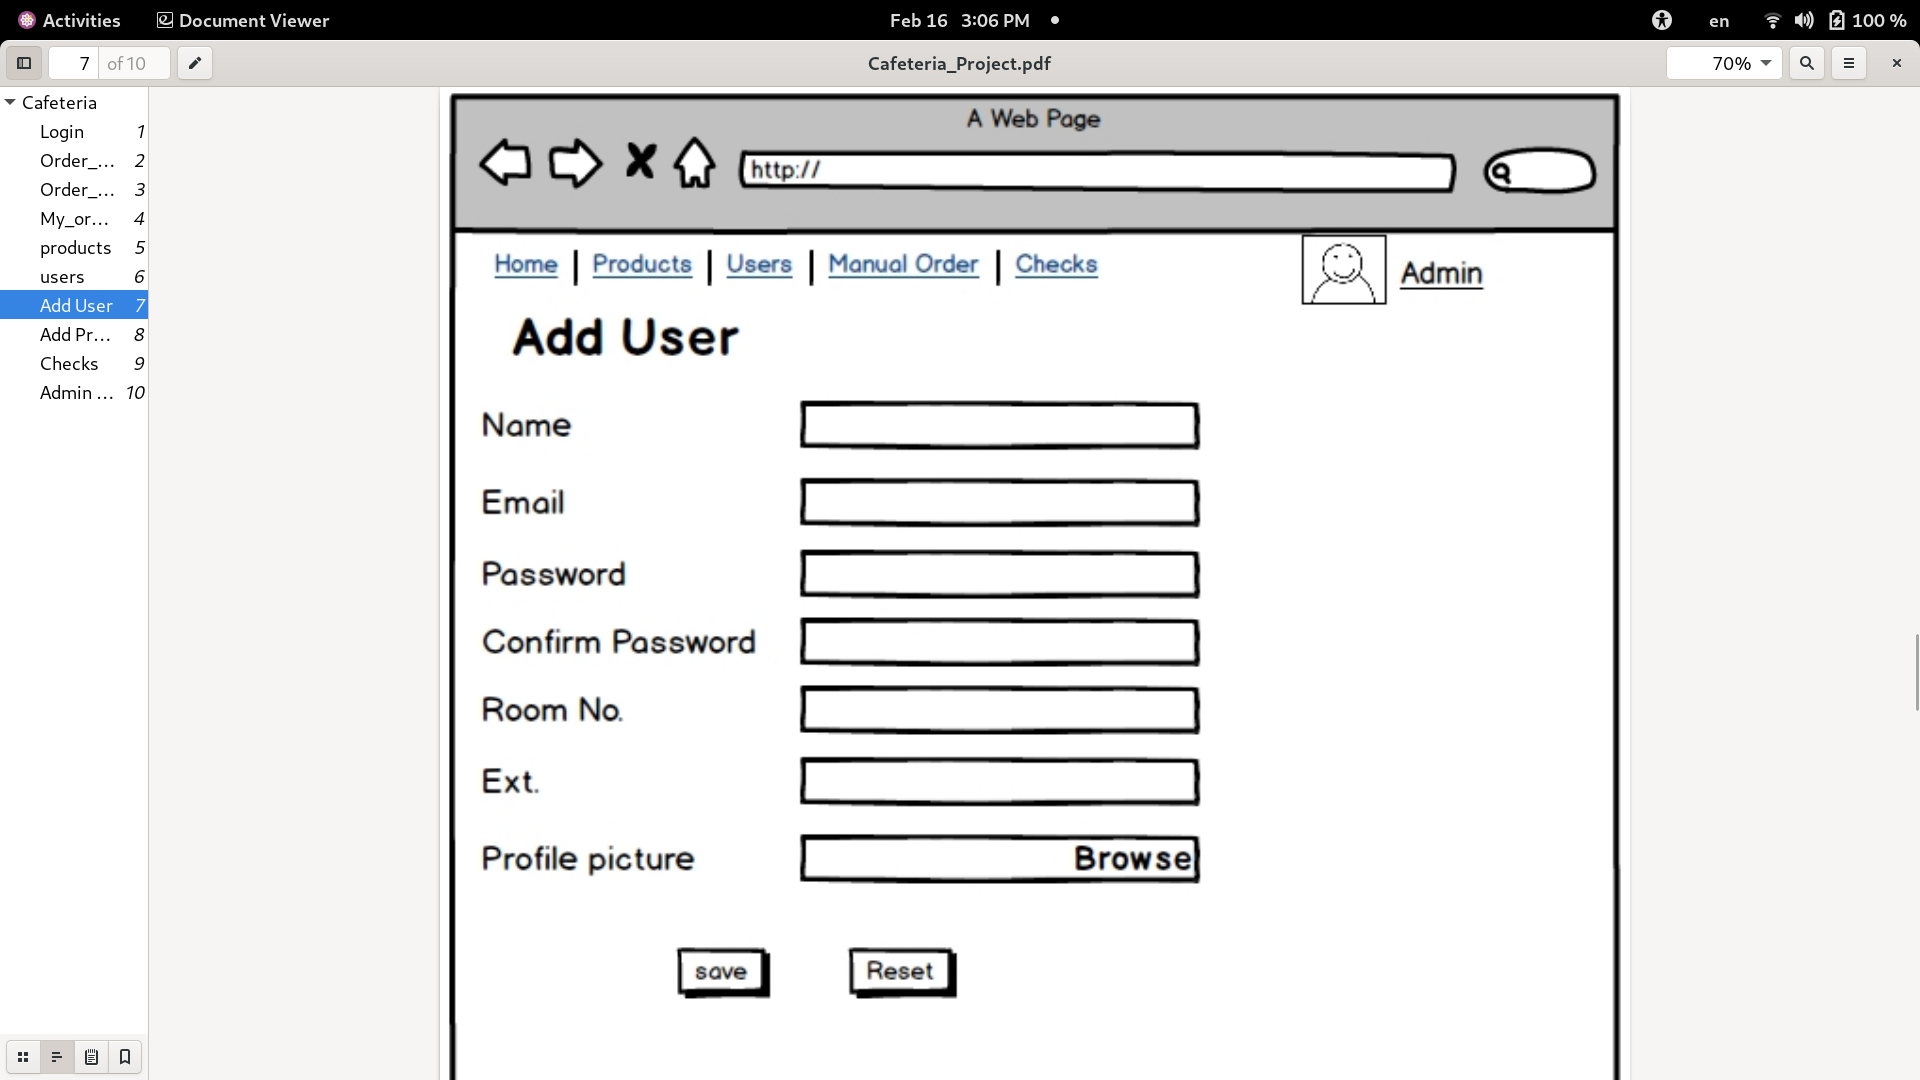 Activities Document Viewer Feb 16 3:06 PM en 100 %
7 of 10 Cafeteria_Project.pdf 70%
Cafeteria
Login 1
Order_... 2
Order_... 3
My_or... 4
products 5
users 6
Add User 7
Add Pr... 8
Checks 9
Admin ... 10
A Web Page
http://
Home | Products | Users | Manual Order | Checks Admin
Add User
Name
Email
Password
Confirm Password
Room No.
Ext.
Profile picture Browse
save Reset